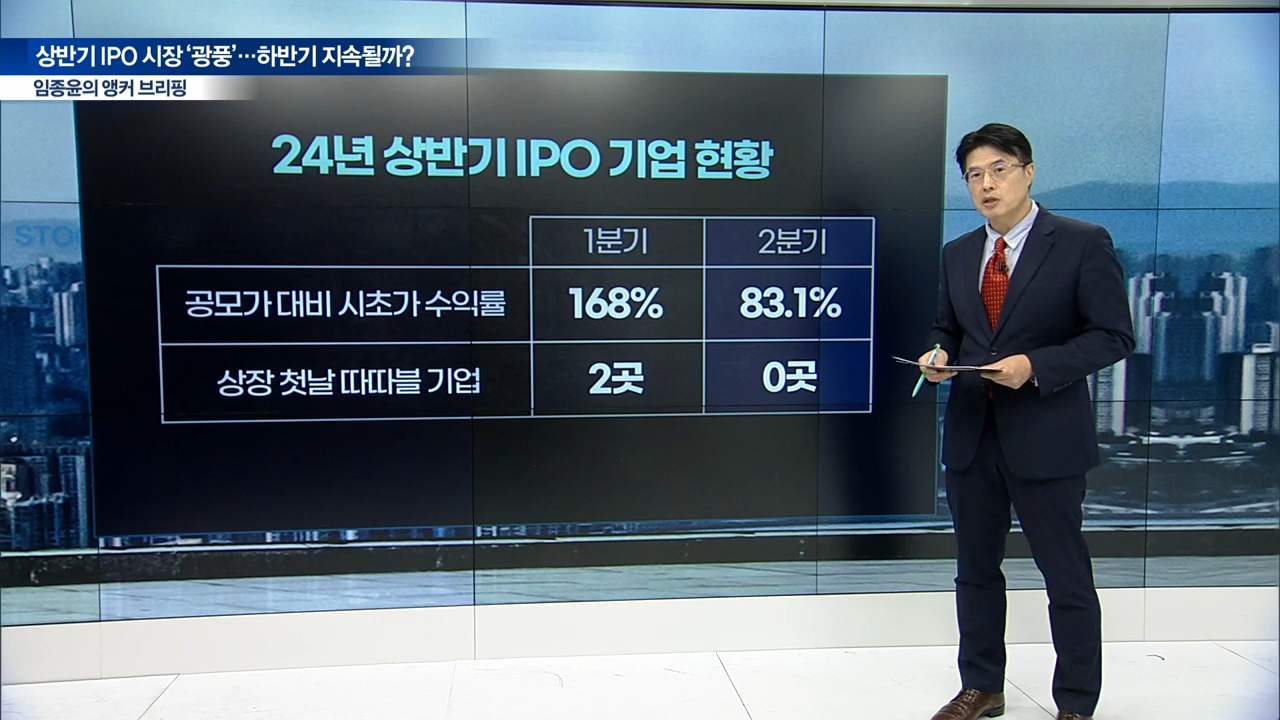 상반기 IPO 시장 ‘광풍’…하반기 지속될까?
임종윤의 앵커 브리핑
24년 상반기 IPO 기업 현황
1분기 2분기
공모가 대비 시초가 수익률 168% 83.1%
상장 첫날 따따블 기업 2곳 0곳
STO